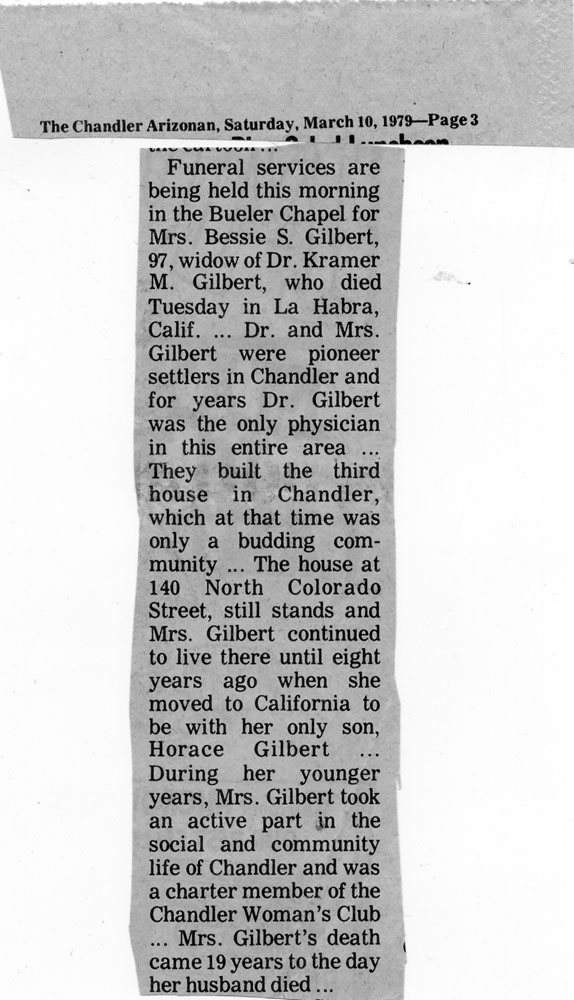 The Chandler Arizonan, Saturday, March 10, 1979—Page 3
the cartoon ...
Luncheon
Funeral services are
being held this morning
in the Bueler Chapel for
Mrs. Bessie S. Gilbert,
97, widow of Dr. Kramer
M. Gilbert, who died
Tuesday in La Habra,
Calif. ... Dr. and Mrs.
Gilbert were pioneer
settlers in Chandler and
for years Dr. Gilbert
was the only physician
in this entire area ...
They built the third
house in Chandler,
which at that time was
only a budding com-
munity ... The house at
140 North Colorado
Street, still stands and
Mrs. Gilbert continued
to live there until eight
years ago when she
moved to California to
be with her only son,
Horace Gilbert ...
During her younger
years, Mrs. Gilbert took
an active part in the
social and community
life of Chandler and was
a charter member of the
Chandler Woman's Club
... Mrs. Gilbert's death
came 19 years to the day
her husband died ...